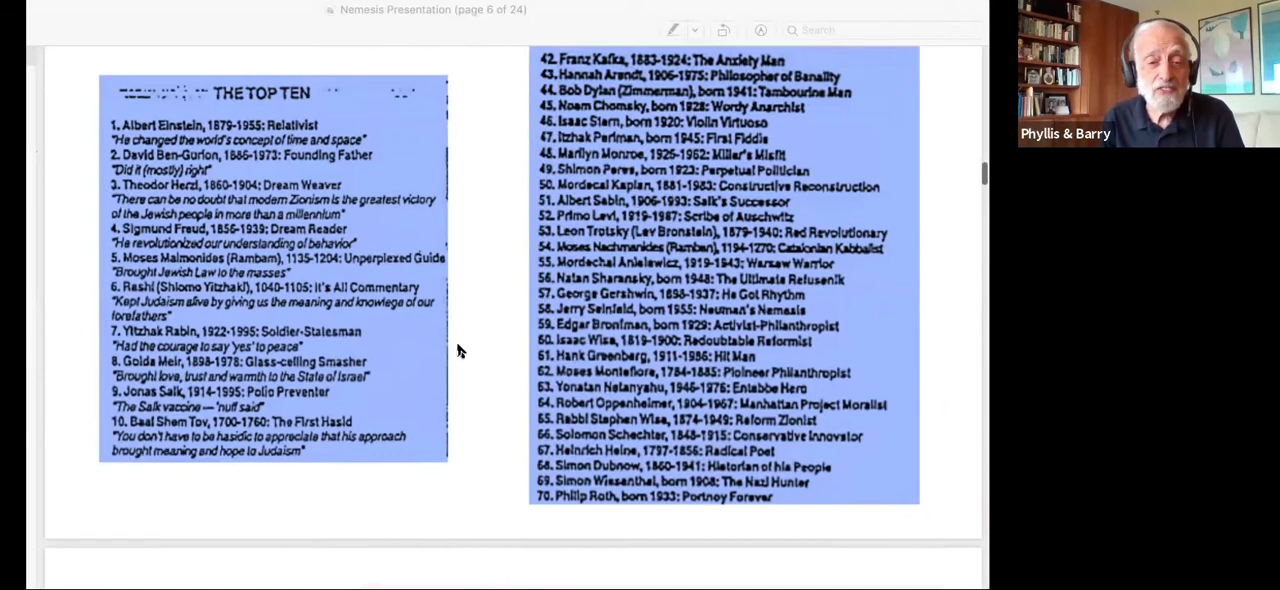 Nemesis Presentation (page 6 of 24)
Search
THE TOP TEN
1. Albert Einstein, 1879-1955: Relativist
"He changed the world's concept of time and space"
2. David Ben-Gurion, 1886-1973: Founding Father
"Did it (mostly) right"
3. Theodor Herzl, 1860-1904: Dream Weaver
"There can be no doubt that modern Zionism is the greatest victory
of the Jewish people in more than a millennium"
4. Sigmund Freud, 1856-1939: Dream Reader
"He revolutionized our understanding of behavior"
5. Moses Maimonides (Rambam), 1135-1204: Unperplexed Guide
"Brought Jewish Law to the masses"
6. Rashi (Shlomo Yitzhaki), 1040-1105: It's All Commentary
"Kept Judaism alive by giving us the meaning and knowlege of our
forefathers"
7. Yitzhak Rabin, 1922-1995: Soldier-Statesman
"Had the courage to say 'yes' to peace"
8. Golda Meir, 1898-1978: Glass-ceiling Smasher
"Brought love, trust and warmth to the State of Israel"
9. Jonas Salk, 1914-1995: Polio Preventer
"The Salk vaccine — 'nuff said"
10. Baal Shem Tov, 1700-1760: The First Hasid
"You don't have to be hasidic to appreciate that his approach
brought meaning and hope to Judaism"
42. Franz Kafka, 1883-1924: The Anxiety Man
43. Hannah Arendt, 1906-1975: Philosopher of Banality
44. Bob Dylan (Zimmerman), born 1941: Tambourine Man
45. Noam Chomsky, born 1928: Wordy Anarchist
46. Isaac Stern, born 1920: Violin Virtuoso
47. Itzhak Perlman, born 1945: First Fiddle
48. Marilyn Monroe, 1926-1962: Miller's Misfit
49. Shimon Peres, born 1923: Perpetual Politician
50. Mordecai Kaplan, 1881-1983: Constructive Reconstruction
51. Albert Sabin, 1906-1993: Salk's Successor
52. Primo Levi, 1919-1987: Scribe of Auschwitz
53. Leon Trotsky (Lev Bronstein), 1879-1940: Red Revolutionary
54. Moses Nachmanides (Ramban), 1194-1270: Catalonian Kabbalist
55. Mordechai Anielewicz, 1919-1943: Warsaw Warrior
56. Natan Sharansky, born 1948: The Ultimate Refusenik
57. George Gershwin, 1898-1937: He Got Rhythm
58. Jerry Seinfeld, born 1955: Neuman's Nemesis
59. Edgar Bronfman, born 1929: Activist-Philanthropist
60. Isaac Wise, 1819-1900: Redoubtable Reformist
61. Hank Greenberg, 1911-1986: Hit Man
62. Moses Montefiore, 1784-1885: Pioneer Philanthropist
63. Yonatan Netanyahu, 1946-1976: Entebbe Hero
64. Robert Oppenheimer, 1904-1967: Manhattan Project Moralist
65. Rabbi Stephen Wise, 1874-1949: Reform Zionist
66. Solomon Schechter, 1848-1915: Conservative Innovator
67. Heinrich Heine, 1797-1856: Radical Poet
68. Simon Dubnow, 1860-1941: Historian of his People
69. Simon Wiesenthal, born 1908: The Nazi Hunter
70. Philip Roth, born 1933: Portnoy Forever
Phyllis & Barry